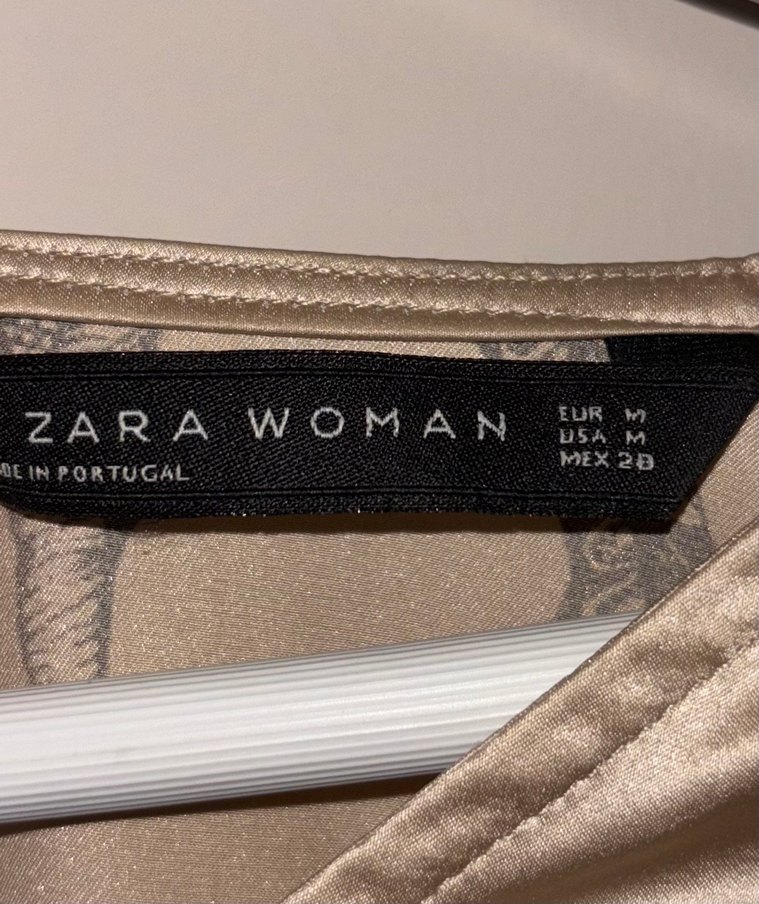 ZARA WOMAN
DE IN PORTUGAL
EUR M
USA M
MEX 28